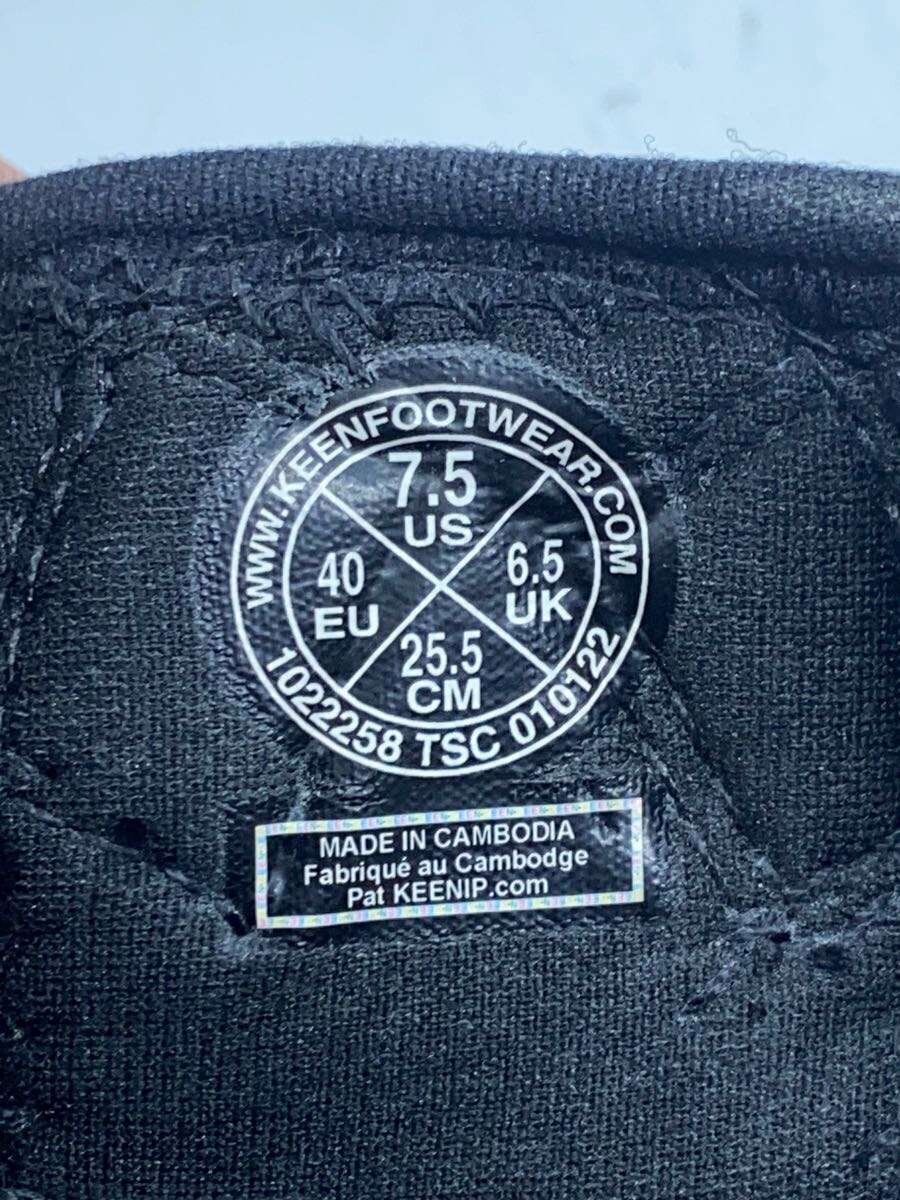 WWW.KEENFOOTWEAR.COM
7.5
US
40
EU
6.5
UK
25.5
CM
1022258 TSC 010122
MADE IN CAMBODIA
Fabriqué au Cambodge
Pat KEENIP.com